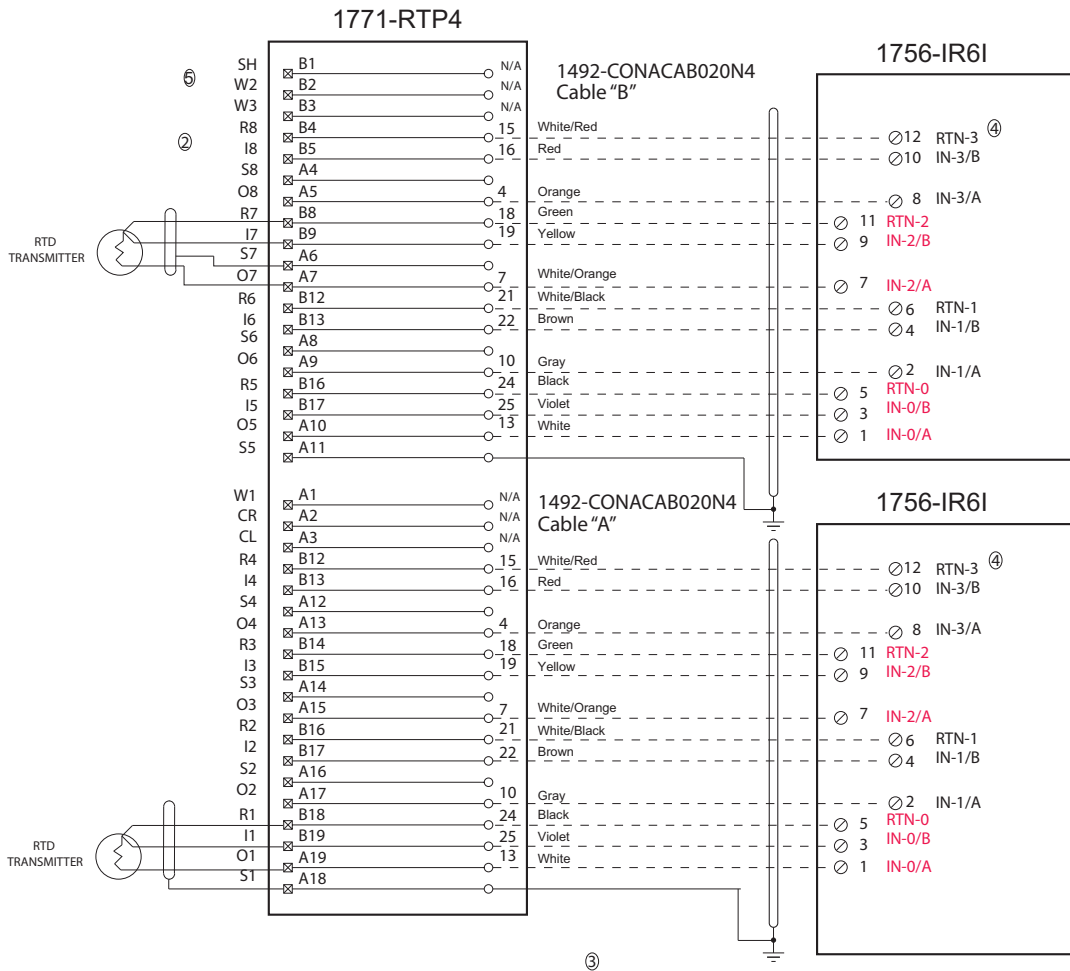 1771-RTP4
1756-IR6I
1492-CONACAB020N4
Cable "B"
⑤
②
④
SH B1 N/A
W2 B2 N/A
W3 B3 N/A
R8 B4 15 White/Red 12 RTN-3
I8 B5 16 Red 10 IN-3/B
S8 A4
O8 A5 4 Orange 8 IN-3/A
R7 B8 18 Green 11 RTN-2
I7 B9 19 Yellow 9 IN-2/B
RTD
TRANSMITTER
S7 A6
O7 A7 7 White/Orange 7 IN-2/A
R6 B12 21 White/Black 6 RTN-1
I6 B13 22 Brown 4 IN-1/B
S6 A8
O6 A9 10 Gray 2 IN-1/A
R5 B16 24 Black 5 RTN-0
I5 B17 25 Violet 3 IN-0/B
O5 A10 13 White 1 IN-0/A
S5 A11
1756-IR6I
1492-CONACAB020N4
Cable "A"
④
W1 A1 N/A
CR A2 N/A
CL A3 N/A
R4 B12 15 White/Red 12 RTN-3
I4 B13 16 Red 10 IN-3/B
S4 A12
O4 A13 4 Orange 8 IN-3/A
R3 B14 18 Green 11 RTN-2
I3 B15 19 Yellow 9 IN-2/B
S3 A14
O3 A15 7 White/Orange 7 IN-2/A
R2 B16 21 White/Black 6 RTN-1
I2 B17 22 Brown 4 IN-1/B
S2 A16
O2 A17 10 Gray 2 IN-1/A
R1 B18 24 Black 5 RTN-0
I1 B19 25 Violet 3 IN-0/B
RTD
TRANSMITTER
O1 A19 13 White 1 IN-0/A
S1 A18
③